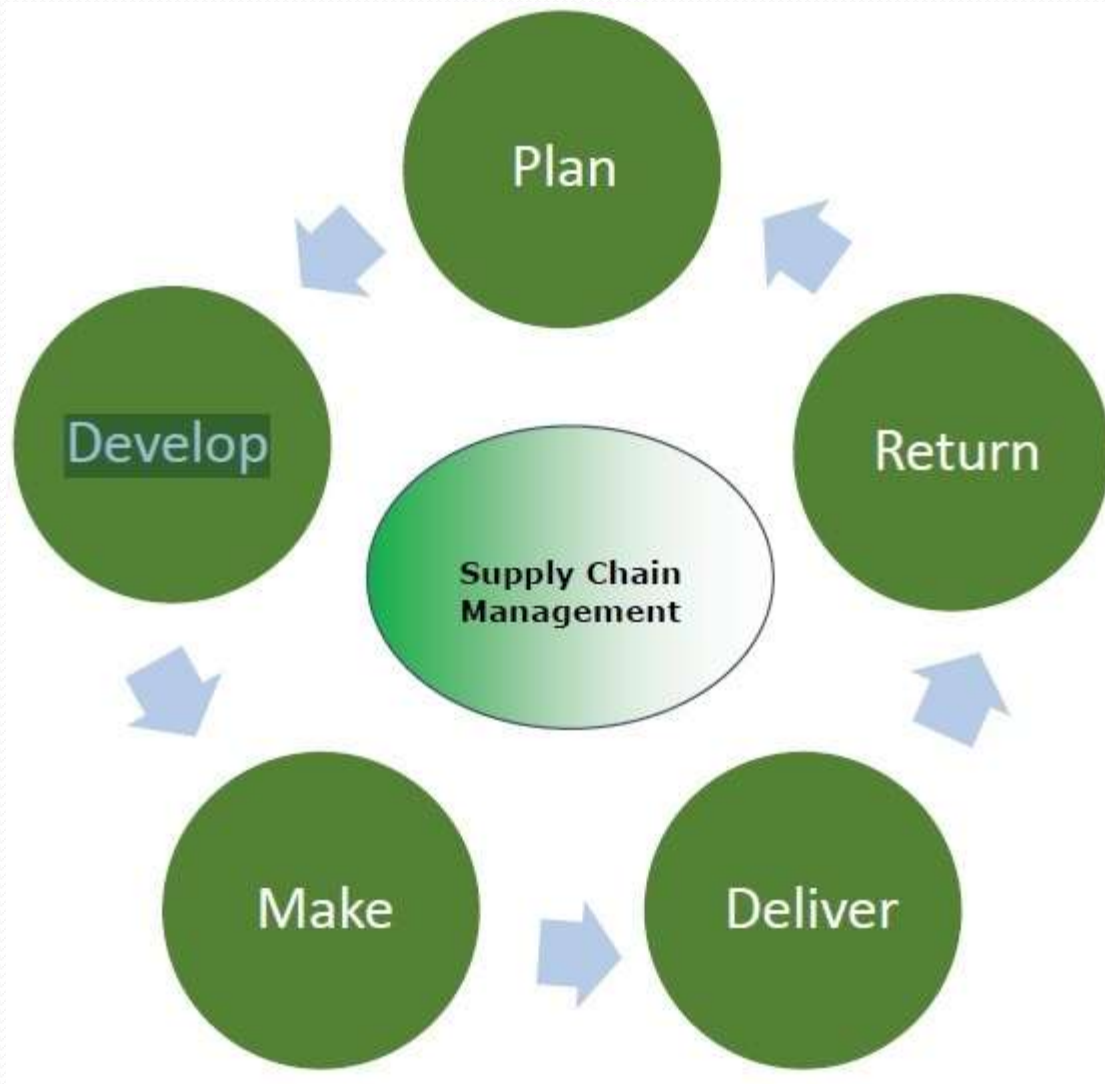 Plan
Develop
Return
Supply Chain
Management
Make
Deliver